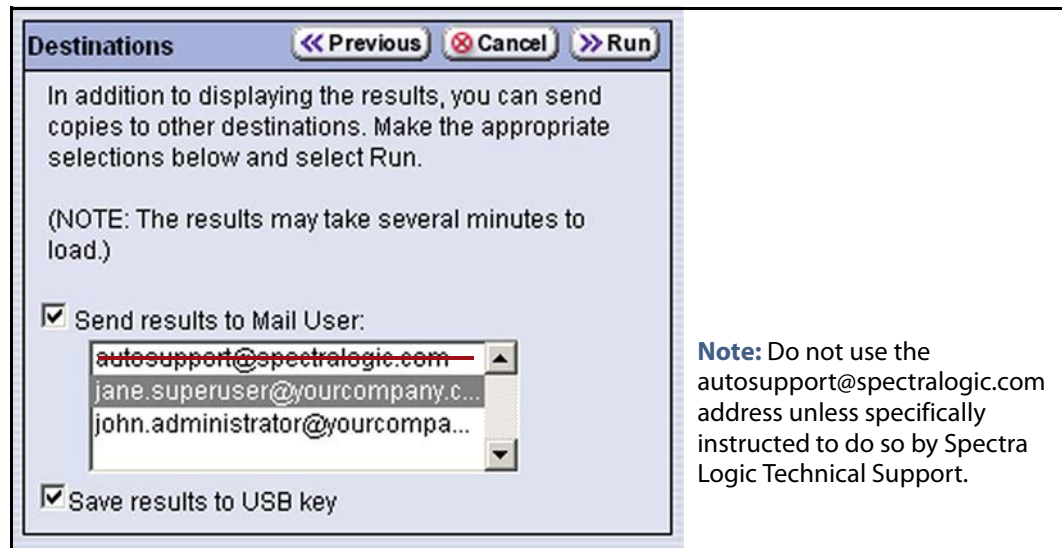 Destinations
Previous Cancel Run
In addition to displaying the results, you can send
copies to other destinations. Make the appropriate
selections below and select Run.
(NOTE: The results may take several minutes to
load.)
Send results to Mail User:
autosupport@spectralogic.com
jane.superuser@yourcompany.c...
john.administrator@yourcompa...
Save results to USB key
Note: Do not use the
autosupport@spectralogic.com
address unless specifically
instructed to do so by Spectra
Logic Technical Support.